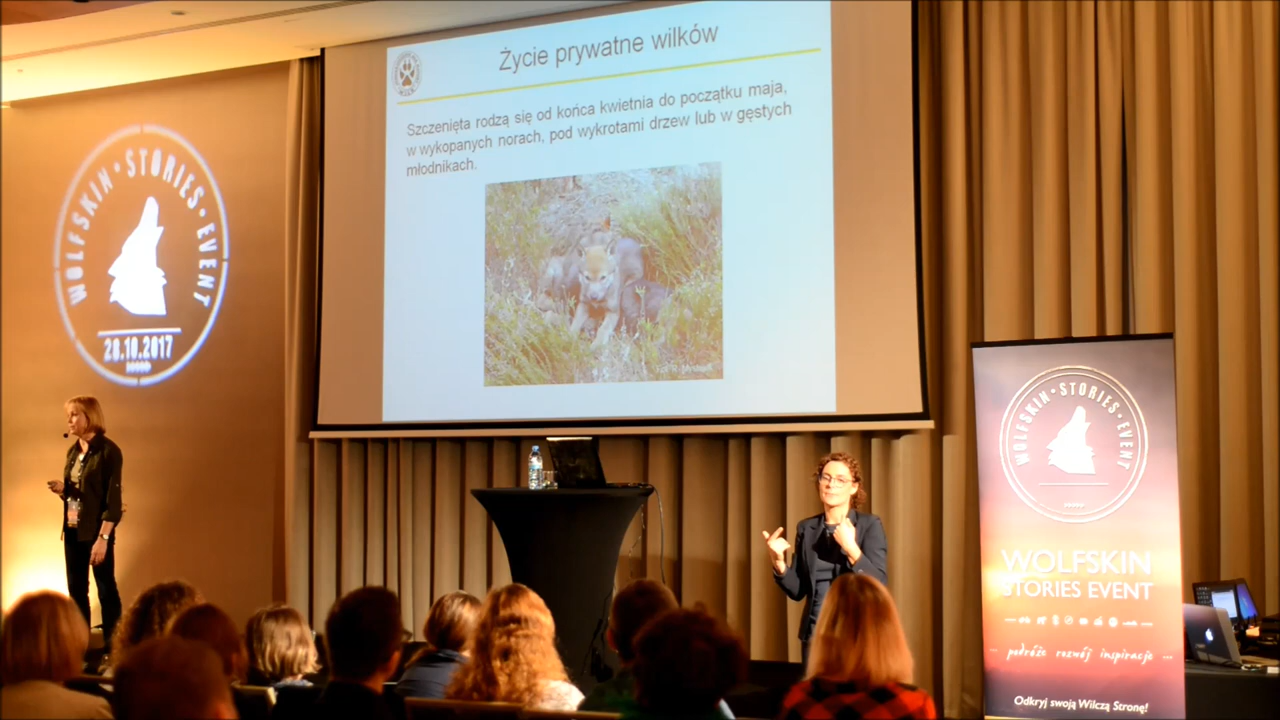 Życie prywatne wilków
Szczenięta rodzą się od końca kwietnia do początku maja,
w wykopanych norach, pod wykrotami drzew lub w gęstych
młodnikach.
WOLFSKIN • STORIES • EVENT
28.10.2017
WOLFSKIN • STORIES • EVENT
WOLFSKIN
STORIES EVENT
podróże rozwój inspiracje
Odkryj swoją Wilczą Stronę!